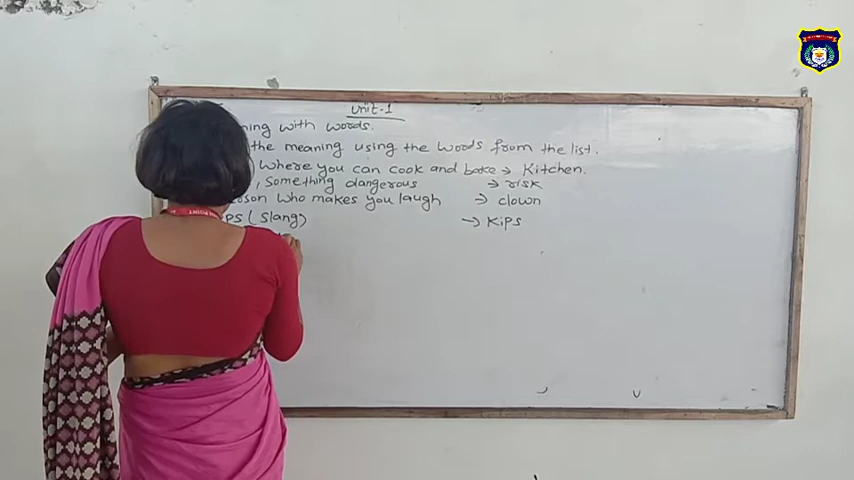 Unit-1
ning with words.
the meaning using the words from the list.
where you can cook and bake → Kitchen.
, something dangerous → risk
erson who makes you laugh → clown
ps (slang) → Kips